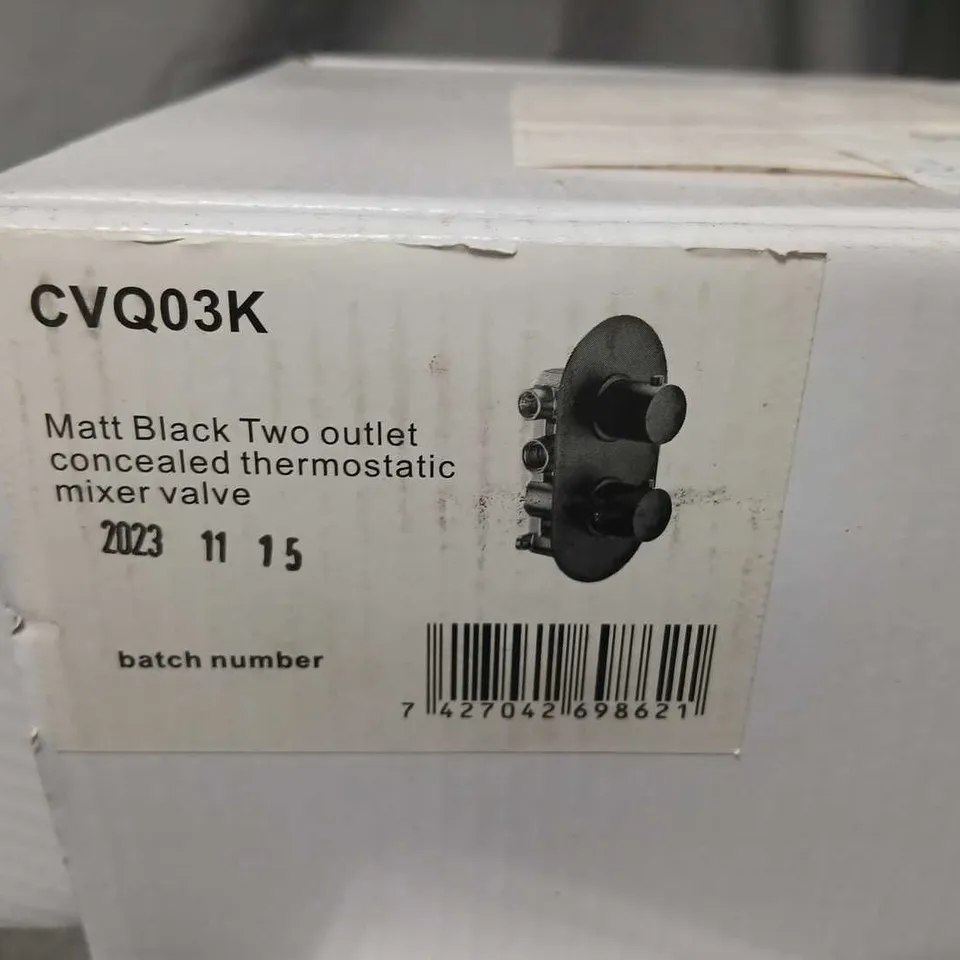 CVQ03K
Matt Black Two outlet
concealed thermostatic
mixer valve
2023 11 15
batch number
7 427042 698621